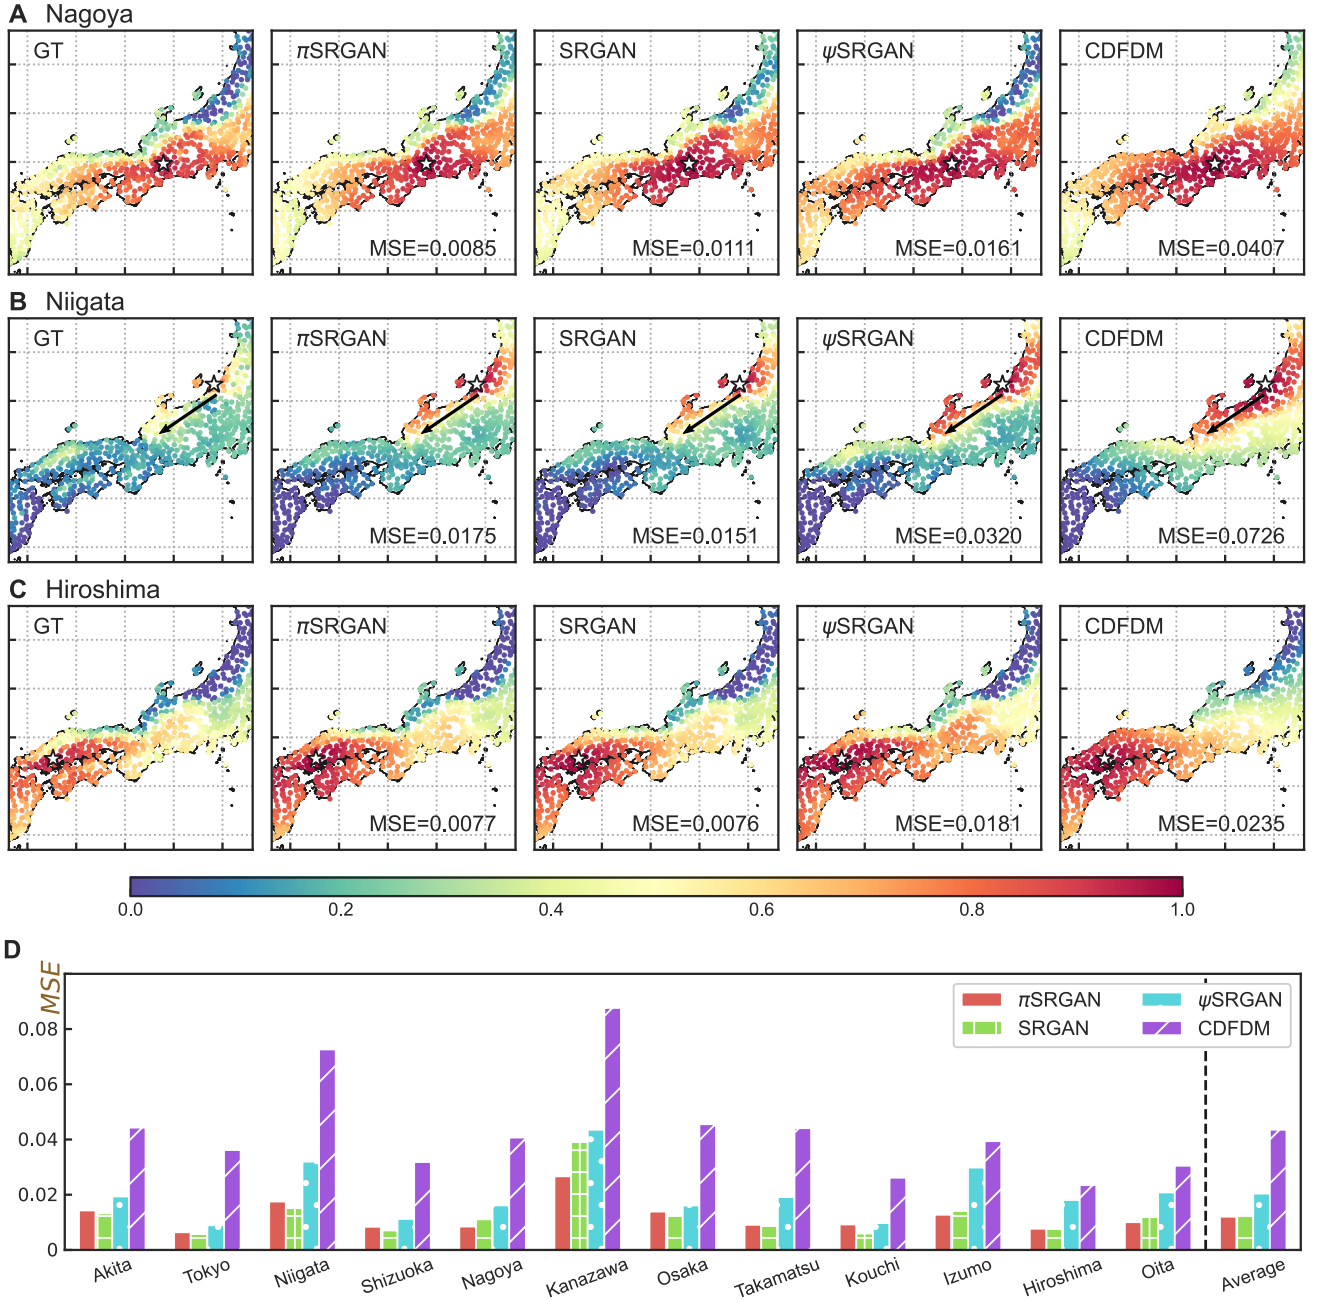 A Nagoya
GT
πSRGAN
SRGAN
ψSRGAN
CDFDM
MSE=0.0085
MSE=0.0111
MSE=0.0161
MSE=0.0407
B Niigata
GT
πSRGAN
SRGAN
ψSRGAN
CDFDM
MSE=0.0175
MSE=0.0151
MSE=0.0320
MSE=0.0726
C Hiroshima
GT
πSRGAN
SRGAN
ψSRGAN
CDFDM
MSE=0.0077
MSE=0.0076
MSE=0.0181
MSE=0.0235
0.0 0.2 0.4 0.6 0.8 1.0
D
MSE
πSRGAN
SRGAN
ψSRGAN
CDFDM
0.08
0.06
0.04
0.02
0
Akita
Tokyo
Niigata
Shizuoka
Nagoya
Kanazawa
Osaka
Takamatsu
Kouchi
Izumo
Hiroshima
Oita
Average